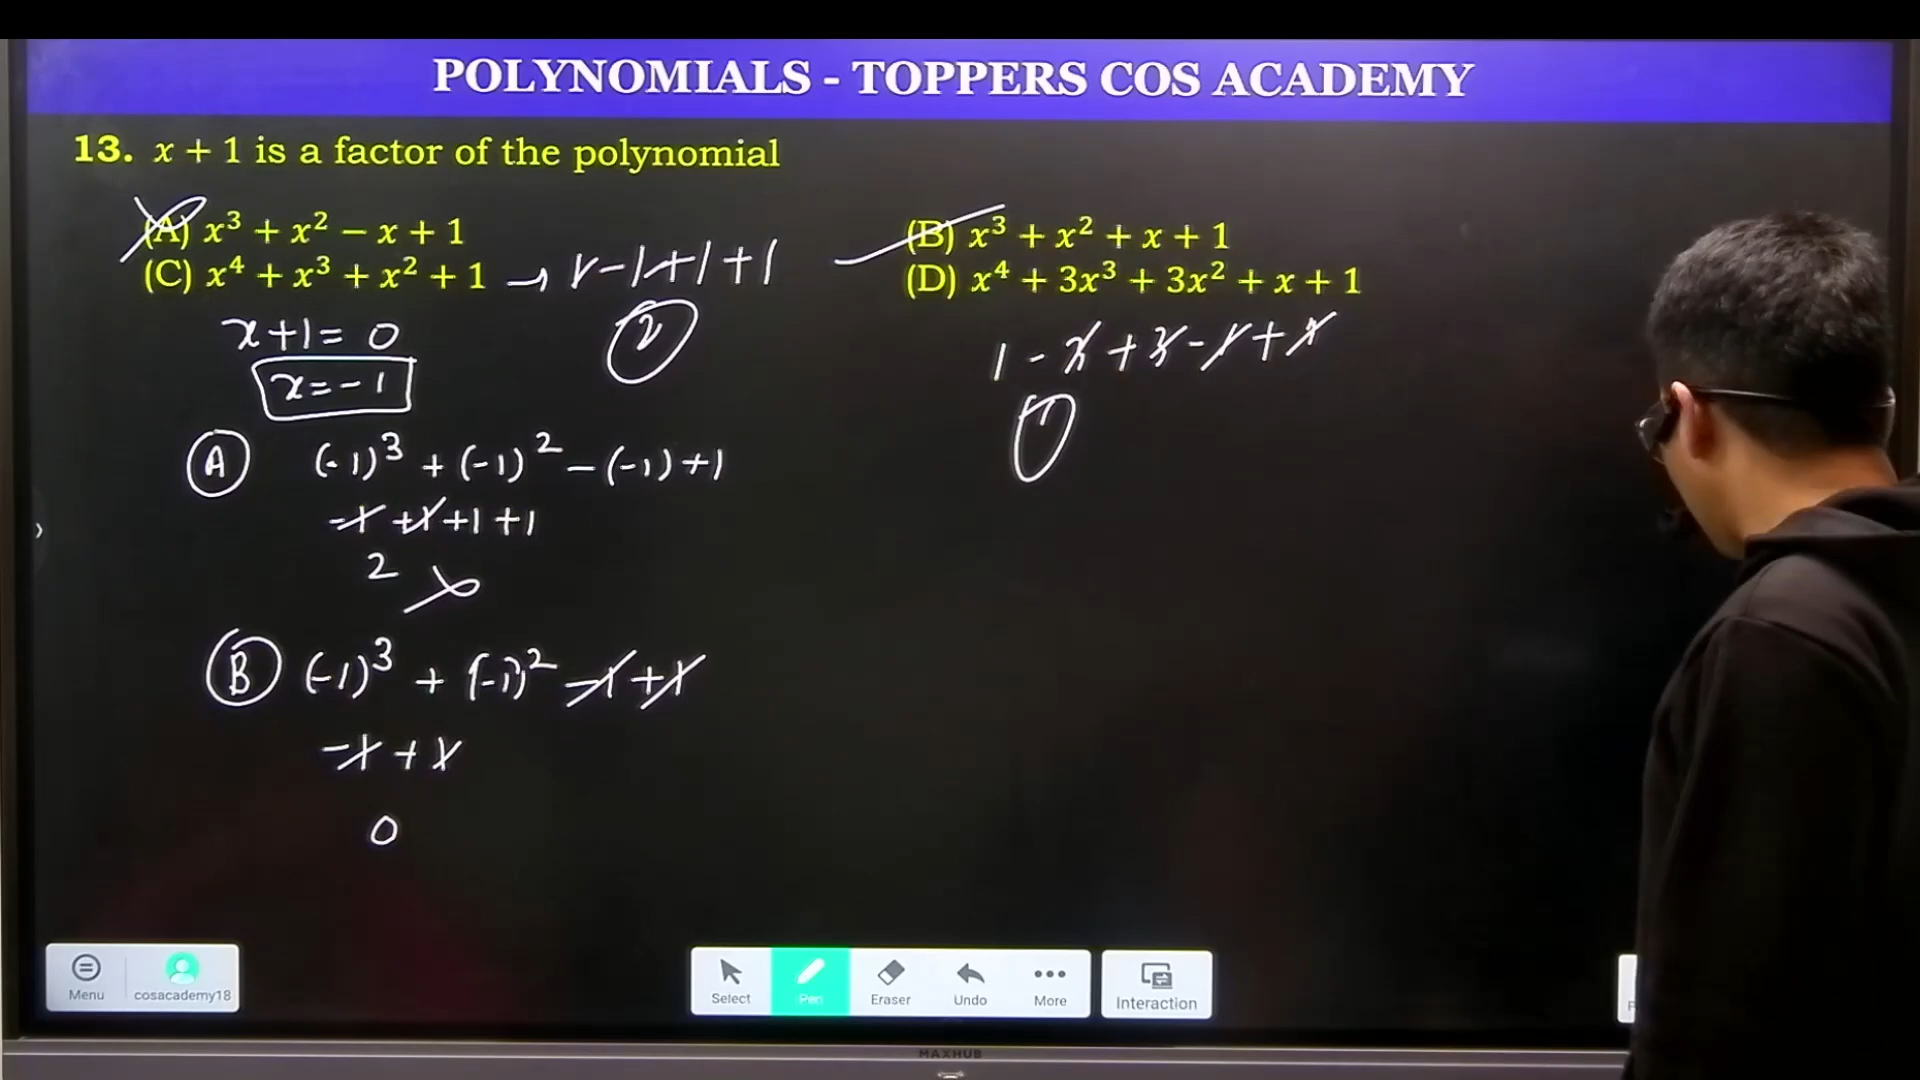 POLYNOMIALS - TOPPERS COS ACADEMY
13. x + 1 is a factor of the polynomial
(A) x³ + x² − x + 1
(B) x³ + x² + x + 1
(C) x⁴ + x³ + x² + 1 → 1 − 1 + 1 + 1
(D) x⁴ + 3x³ + 3x² + x + 1
x + 1 = 0
2
1 - 3 + 3 - 1 + 1
x = - 1
1
A (-1)³ + (-1)² - (-1) + 1
-1 + 1 + 1 + 1
2
B (-1)³ + (-1)² - 1 + 1
-1 + 1
0
Menu
cosacademy18
Select
Pen
Eraser
Undo
More
Interaction
MAXHUB